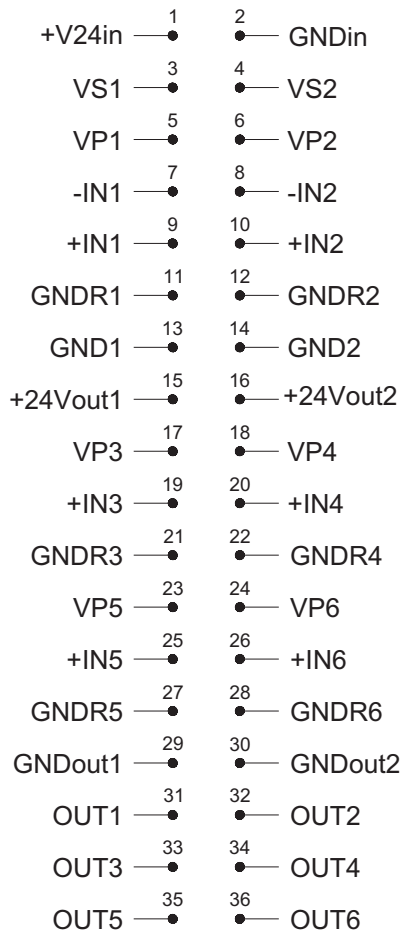 +V24in 1 2 GNDin
VS1 3 4 VS2
VP1 5 6 VP2
-IN1 7 8 -IN2
+IN1 9 10 +IN2
GNDR1 11 12 GNDR2
GND1 13 14 GND2
+24Vout1 15 16 +24Vout2
VP3 17 18 VP4
+IN3 19 20 +IN4
GNDR3 21 22 GNDR4
VP5 23 24 VP6
+IN5 25 26 +IN6
GNDR5 27 28 GNDR6
GNDout1 29 30 GNDout2
OUT1 31 32 OUT2
OUT3 33 34 OUT4
OUT5 35 36 OUT6